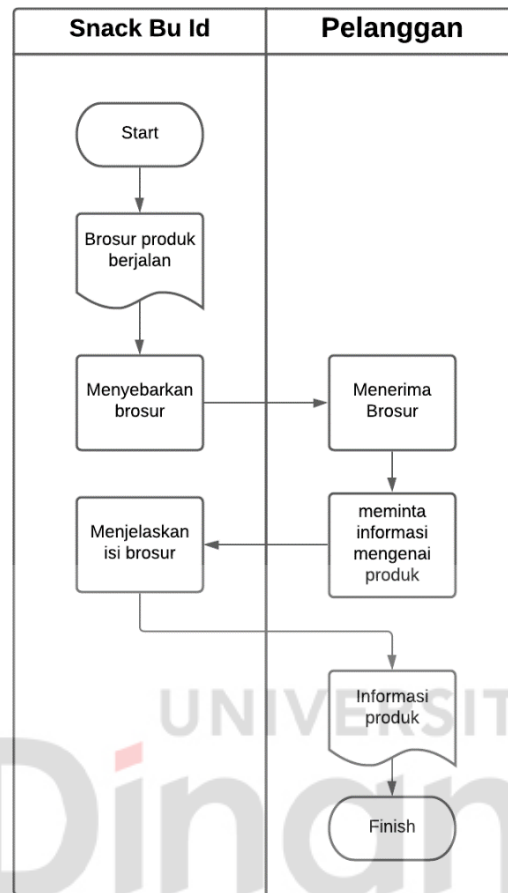 Snack Bu Id
Pelanggan
Start
Brosur produk
berjalan
Menyebarkan
brosur
Menerima
Brosur
meminta
informasi
mengenai
produk
Menjelaskan
isi brosur
Informasi
produk
Finish
UNIVERSIT
Dinam